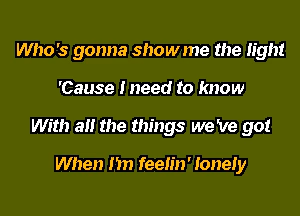 Who's gonna show me the light
'Cause I need to know
With all the things we've got
When I'm feelin' lonely